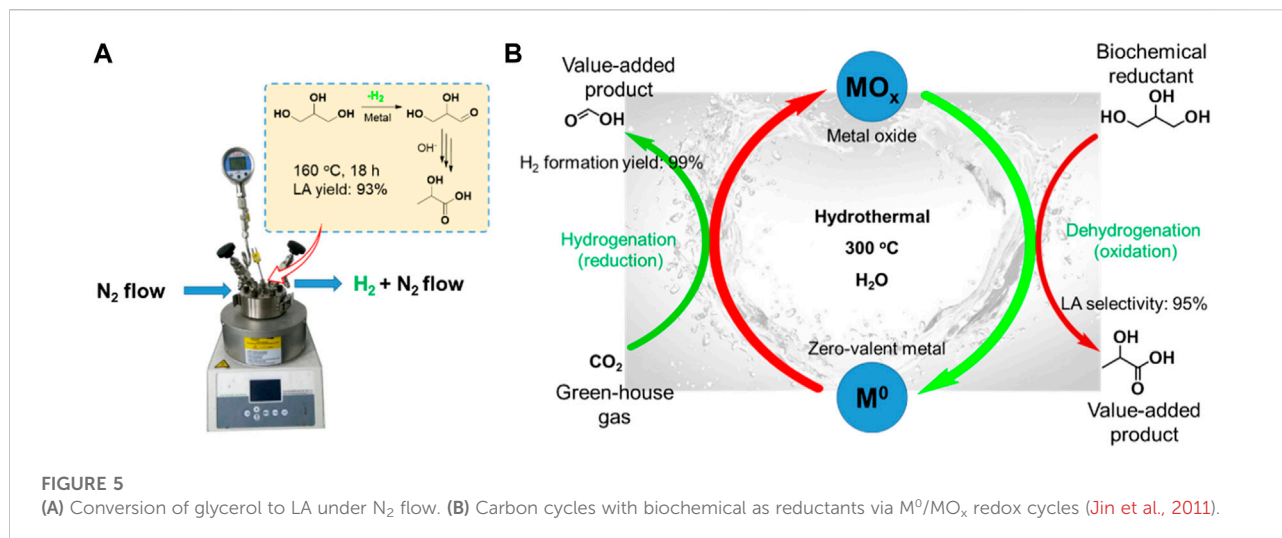 A
OH
HO OH
-H₂
Metal
OH
HO O
OH⁻
160 °C, 18 h
LA yield: 93%
OH
OH
O
N₂ flow
H₂ + N₂ flow
B
Value-added
product
O OH
H₂ formation yield: 99%
Hydrogenation
(reduction)
CO₂
Green-house
gas
MOₓ
Metal oxide
Hydrothermal
300 °C
H₂O
Zero-valent metal
M⁰
Biochemical
reductant
OH
HO OH
Dehydrogenation
(oxidation)
LA selectivity: 95%
OH
OH
O
Value-added
product
FIGURE 5
(A) Conversion of glycerol to LA under N₂ flow. (B) Carbon cycles with biochemical as reductants via M⁰/MOₓ redox cycles (Jin et al., 2011).